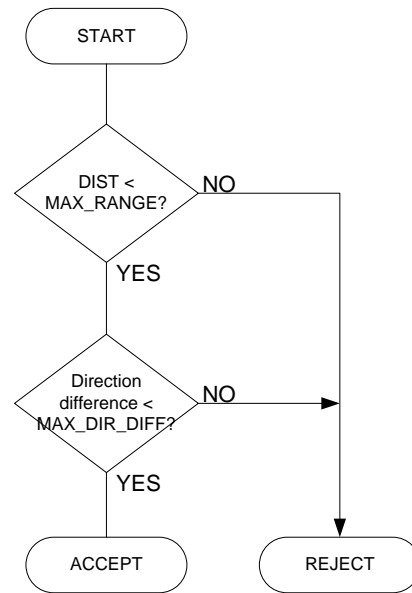 START
DIST <
MAX_RANGE?
NO
YES
Direction
difference <
MAX_DIR_DIFF?
NO
YES
ACCEPT
REJECT